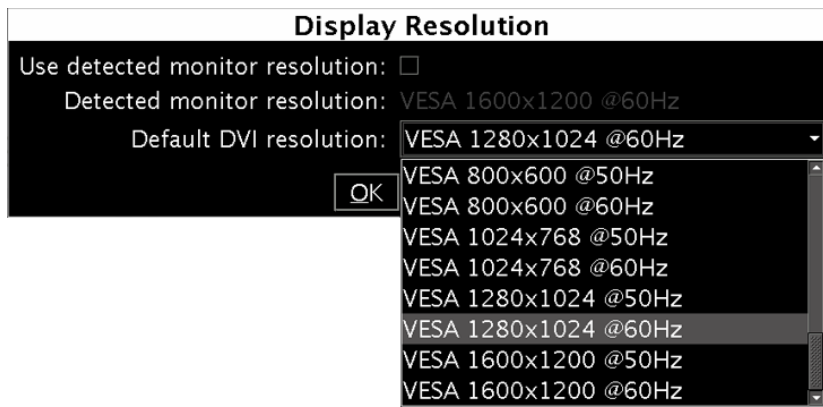 Display Resolution
Use detected monitor resolution:
Detected monitor resolution: VESA 1600x1200 @60Hz
Default DVI resolution: VESA 1280x1024 @60Hz
VESA 800x600 @50Hz
OK
VESA 800x600 @60Hz
VESA 1024x768 @50Hz
VESA 1024x768 @60Hz
VESA 1280x1024 @50Hz
VESA 1280x1024 @60Hz
VESA 1600x1200 @50Hz
VESA 1600x1200 @60Hz